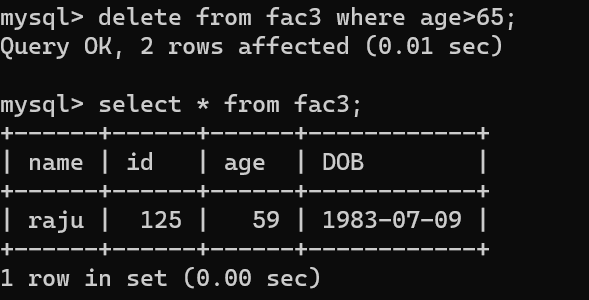 mysql> delete from fac3 where age>65;
Query OK, 2 rows affected (0.01 sec)
mysql> select * from fac3;
+------+------+------+------------+
| name | id   | age  | DOB        |
+------+------+------+------------+
| raju |  125 |   59 | 1983-07-09 |
+------+------+------+------------+
1 row in set (0.00 sec)